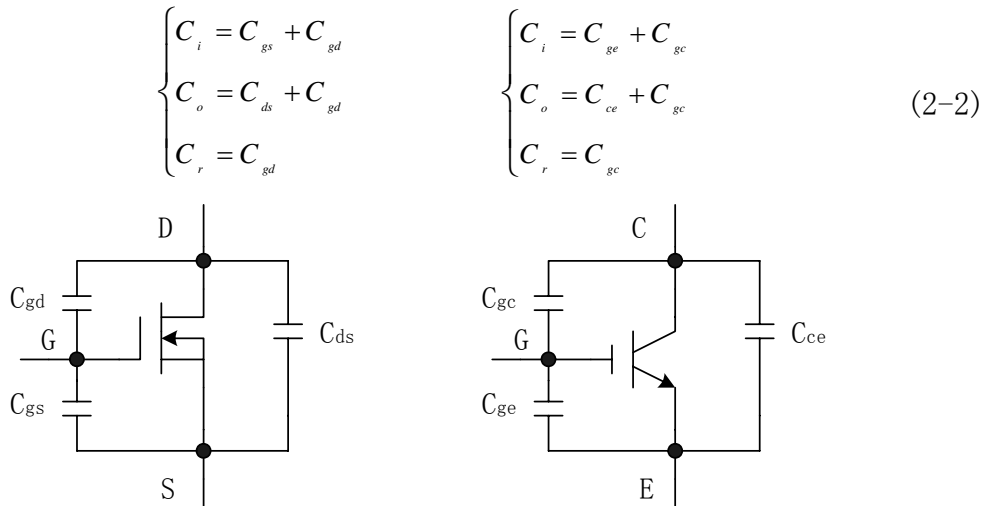 C_i = C_gs + C_gd
C_o = C_ds + C_gd
C_r = C_gd
C_i = C_ge + C_gc
C_o = C_ce + C_gc
C_r = C_gc
(2-2)
D
Cgd
G
Cds
Cgs
S
C
Cgc
G
Cce
Cge
E